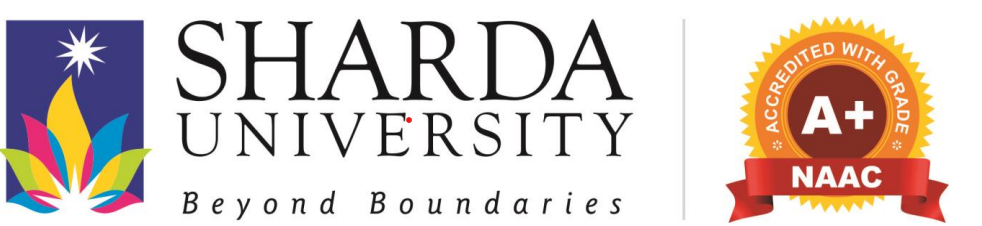 SHARDA
UNIVERSITY
Beyond Boundaries
ACCREDITED WITH GRADE
A+
NAAC